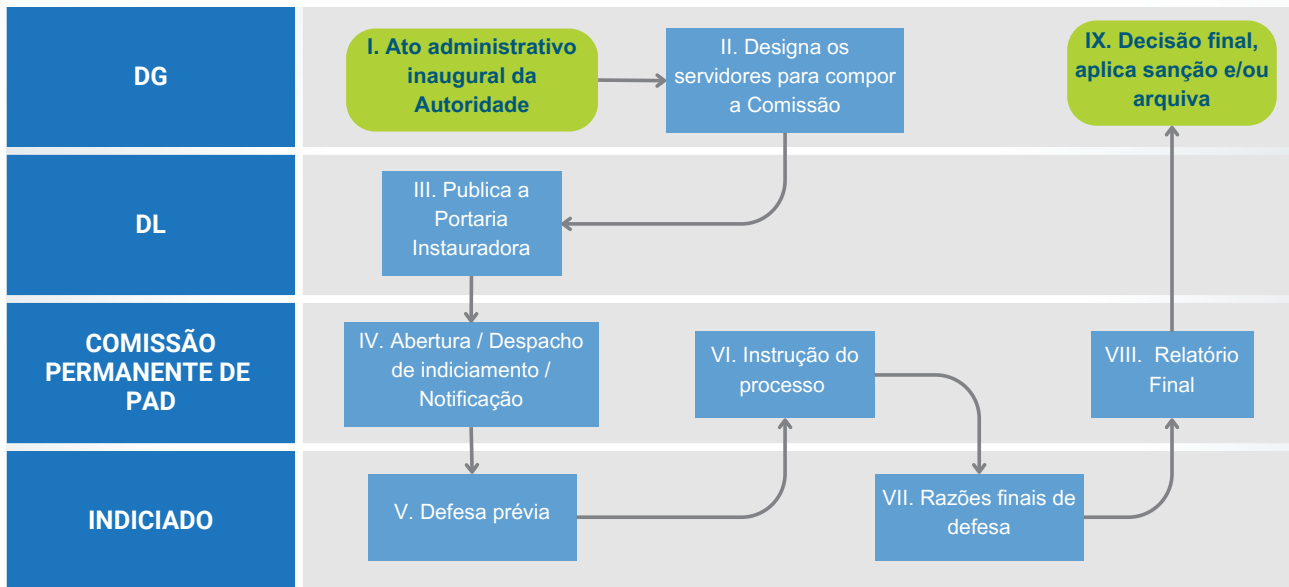 DG
I. Ato administrativo
inaugural da
Autoridade
II. Designa os
servidores para compor
a Comissão
IX. Decisão final,
aplica sanção e/ou
arquiva
DL
III. Publica a
Portaria
Instauradora
COMISSÃO
PERMANENTE DE
PAD
IV. Abertura / Despacho
de indiciamento /
Notificação
VI. Instrução do
processo
VIII. Relatório
Final
INDICIADO
V. Defesa prévia
VII. Razões finais de
defesa